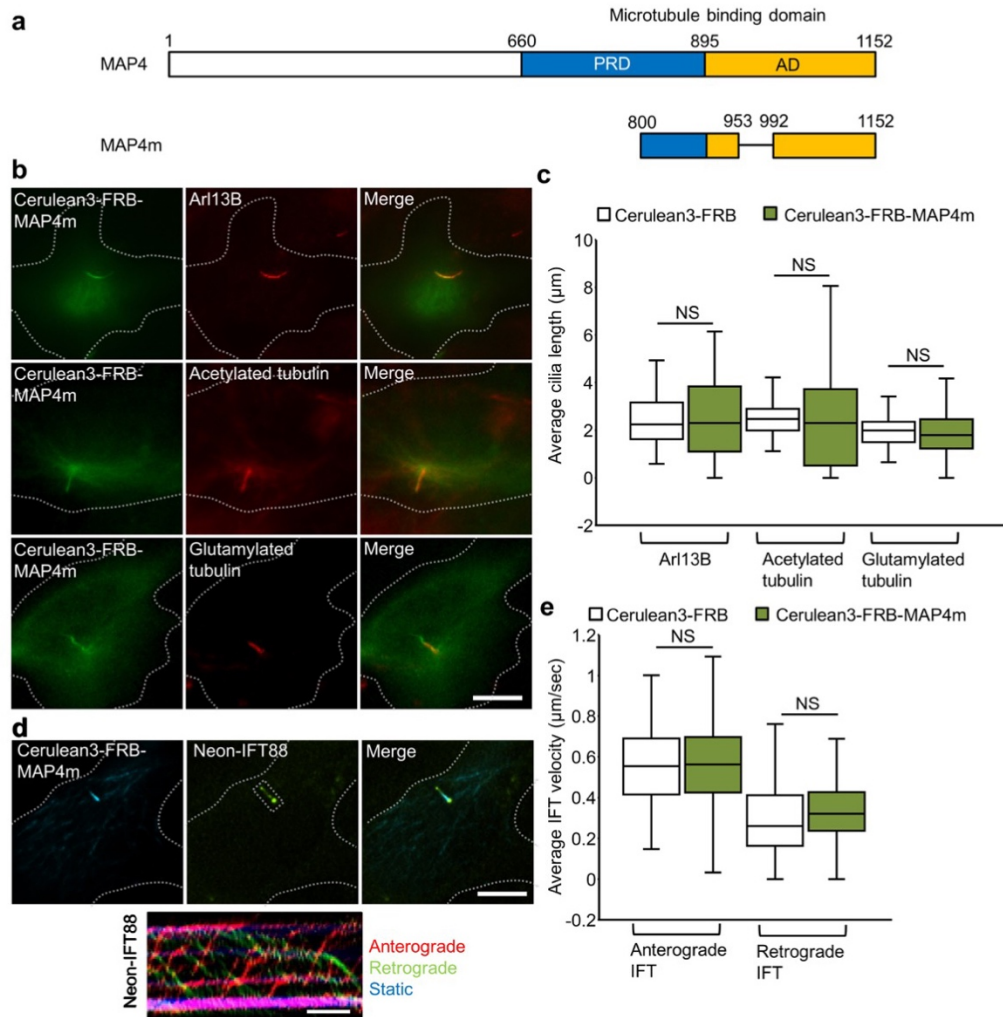 a
Microtubule binding domain
1 660 895 1152
MAP4 PRD AD
800 953 992 1152
MAP4m
b
Cerulean3-FRB-
MAP4m
Arl13B
Merge
Cerulean3-FRB-
MAP4m
Acetylated tubulin
Merge
Cerulean3-FRB-
MAP4m
Glutamylated
tubulin
Merge
c
Cerulean3-FRB Cerulean3-FRB-MAP4m
Average cilia length (µm)
10
8
6
4
2
0
-2
NS
NS
NS
Arl13B
Acetylated
tubulin
Glutamylated
tubulin
d
Cerulean3-FRB-
MAP4m
Neon-IFT88
Merge
Neon-IFT88
Anterograde
Retrograde
Static
e
Cerulean3-FRB Cerulean3-FRB-MAP4m
Average IFT velocity (µm/sec)
1.2
1
0.8
0.6
0.4
0.2
0
-0.2
NS
NS
Anterograde
IFT
Retrograde
IFT